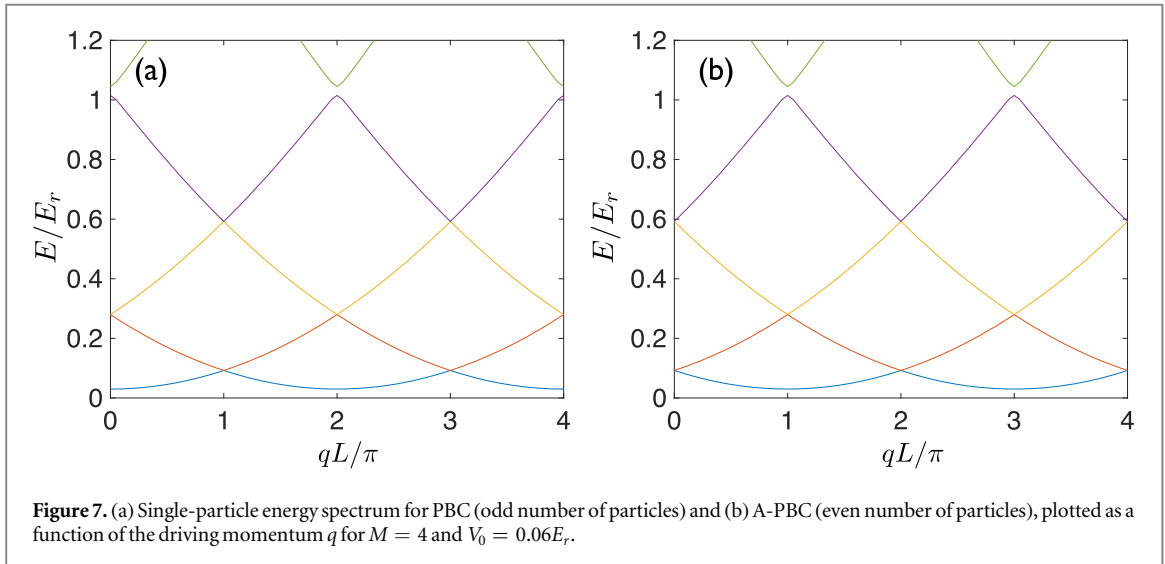 (a)
1.2
1
0.8
0.6
0.4
0.2
0
E/E_r
0 1 2 3 4
qL/π
(b)
1.2
1
0.8
0.6
0.4
0.2
0
E/E_r
0 1 2 3 4
qL/π
Figure 7. (a) Single-particle energy spectrum for PBC (odd number of particles) and (b) A-PBC (even number of particles), plotted as a
function of the driving momentum q for M = 4 and V₀ = 0.06E_r.